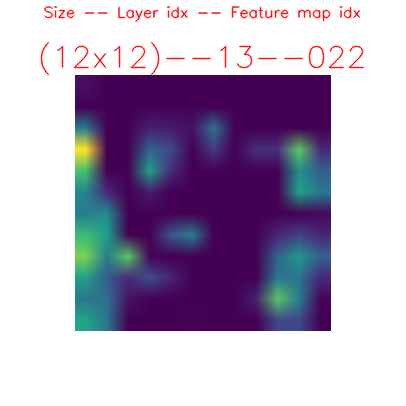 Size -- Layer idx -- Feature map idx
(12x12)--13--022